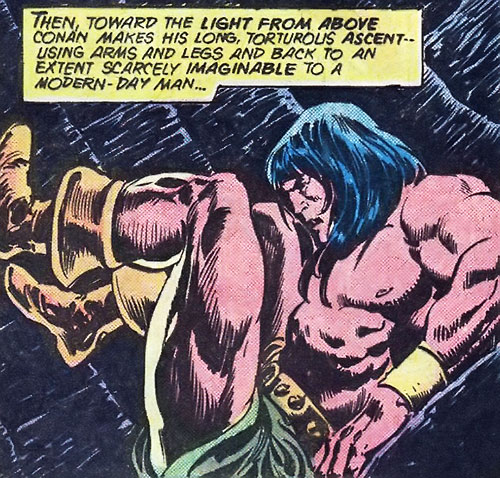 THEN, TOWARD THE LIGHT FROM ABOVE
CONAN MAKES HIS LONG, TORTUROUS ASCENT--
USING ARMS AND LEGS AND BACK TO AN
EXTENT SCARCELY IMAGINABLE TO A
MODERN-DAY MAN...